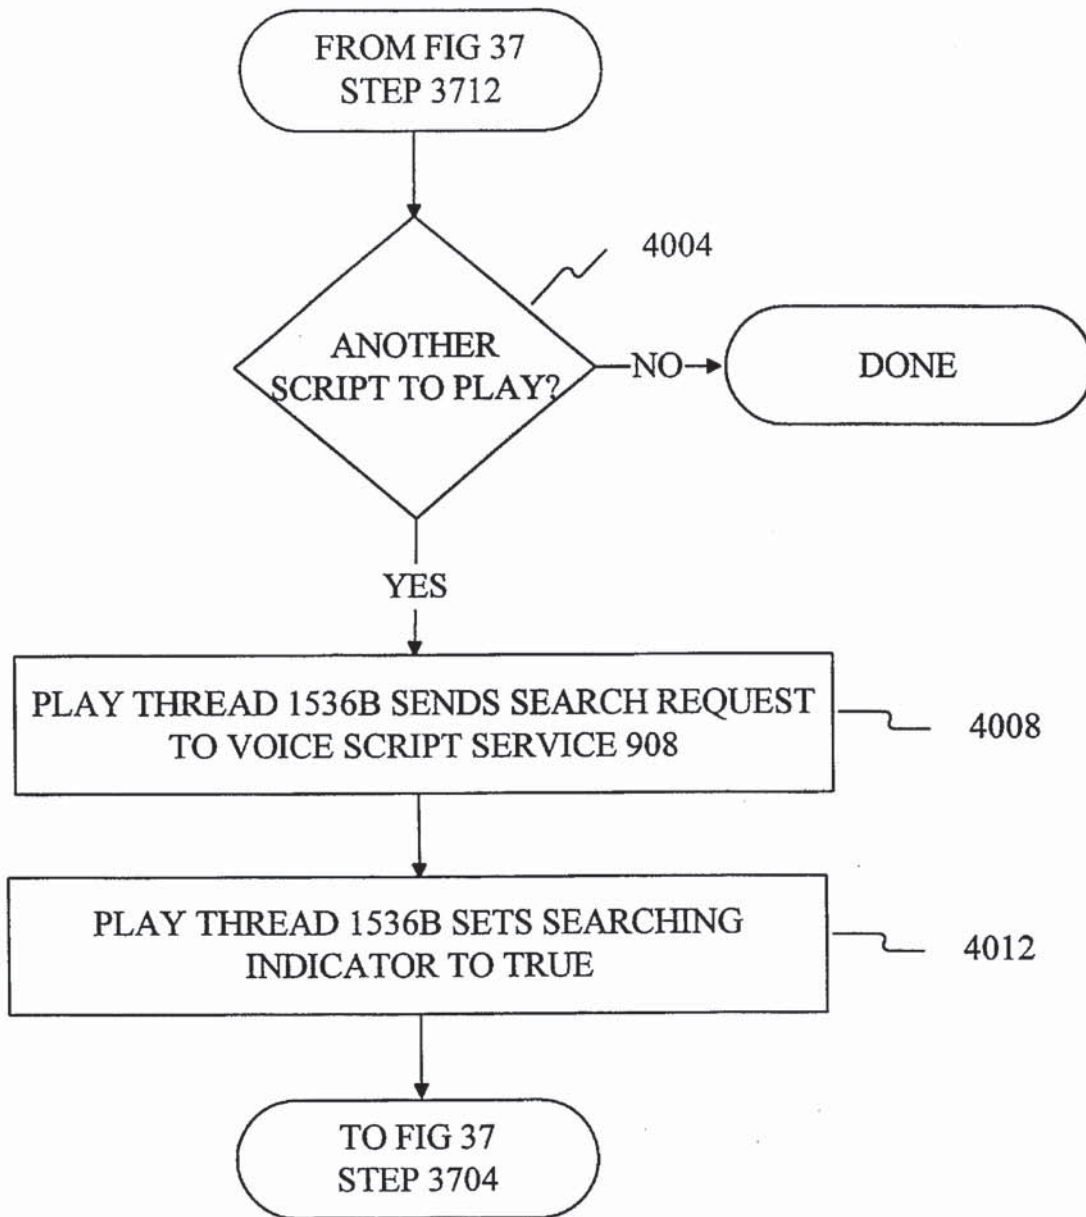 FROM FIG 37
STEP 3712
4004
ANOTHER
SCRIPT TO PLAY?
NO
DONE
YES
PLAY THREAD 1536B SENDS SEARCH REQUEST
TO VOICE SCRIPT SERVICE 908
4008
PLAY THREAD 1536B SETS SEARCHING
INDICATOR TO TRUE
4012
TO FIG 37
STEP 3704